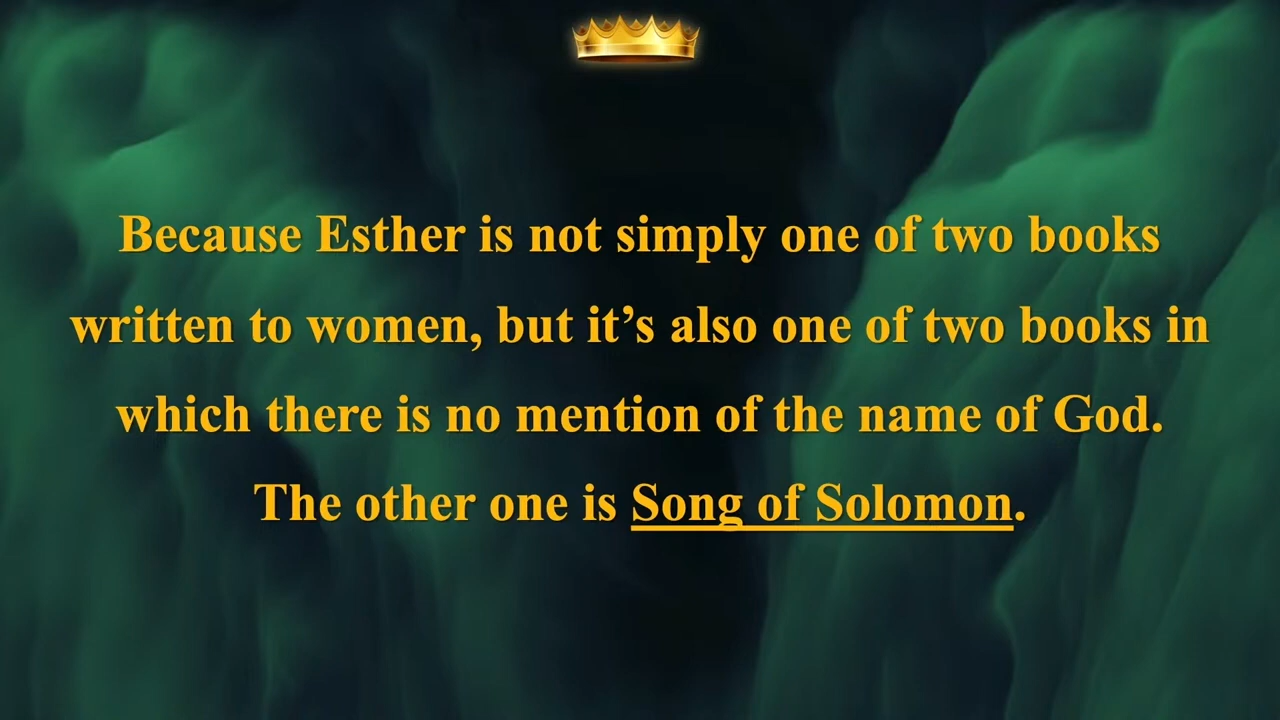 Because Esther is not simply one of two books
written to women, but it’s also one of two books in
which there is no mention of the name of God.
The other one is Song of Solomon.